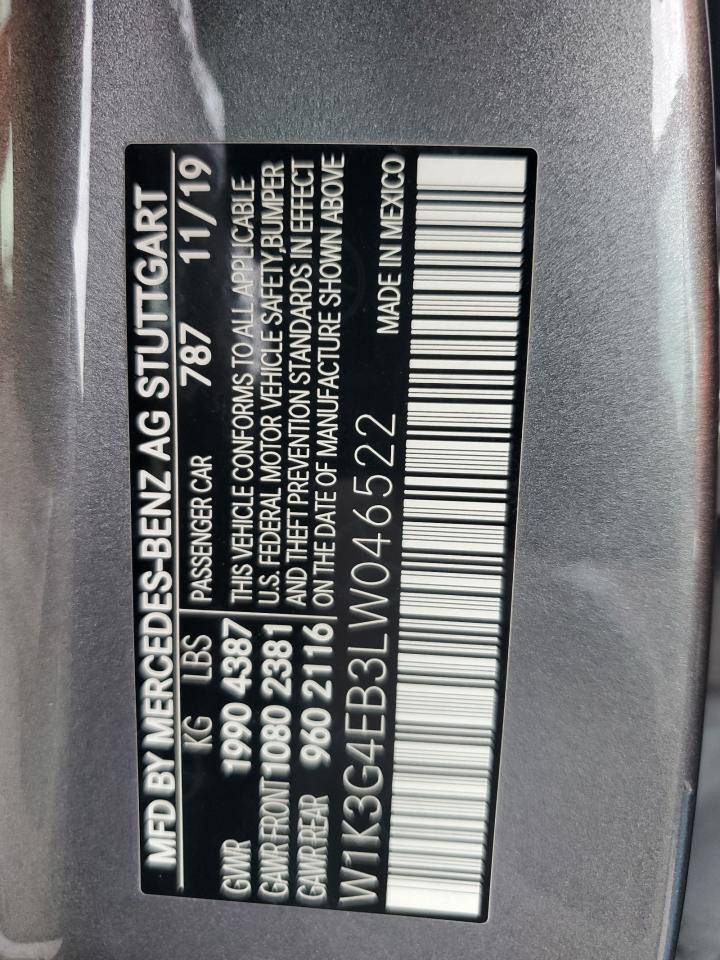 MFD BY MERCEDES-BENZ AG STUTTGART
KG LBS PASSENGER CAR 787 11/19
GWR 1990 4387 THIS VEHICLE CONFORMS TO ALL APPLICABLE
GAWR FRONT 1080 2381 U.S. FEDERAL MOTOR VEHICLE SAFETY,BUMPER
GAWR REAR 960 2116 AND THEFT PREVENTION STANDARDS IN EFFECT
ON THE DATE OF MANUFACTURE SHOWN ABOVE
W1K3G4EB3LW046522 MADE IN MEXICO